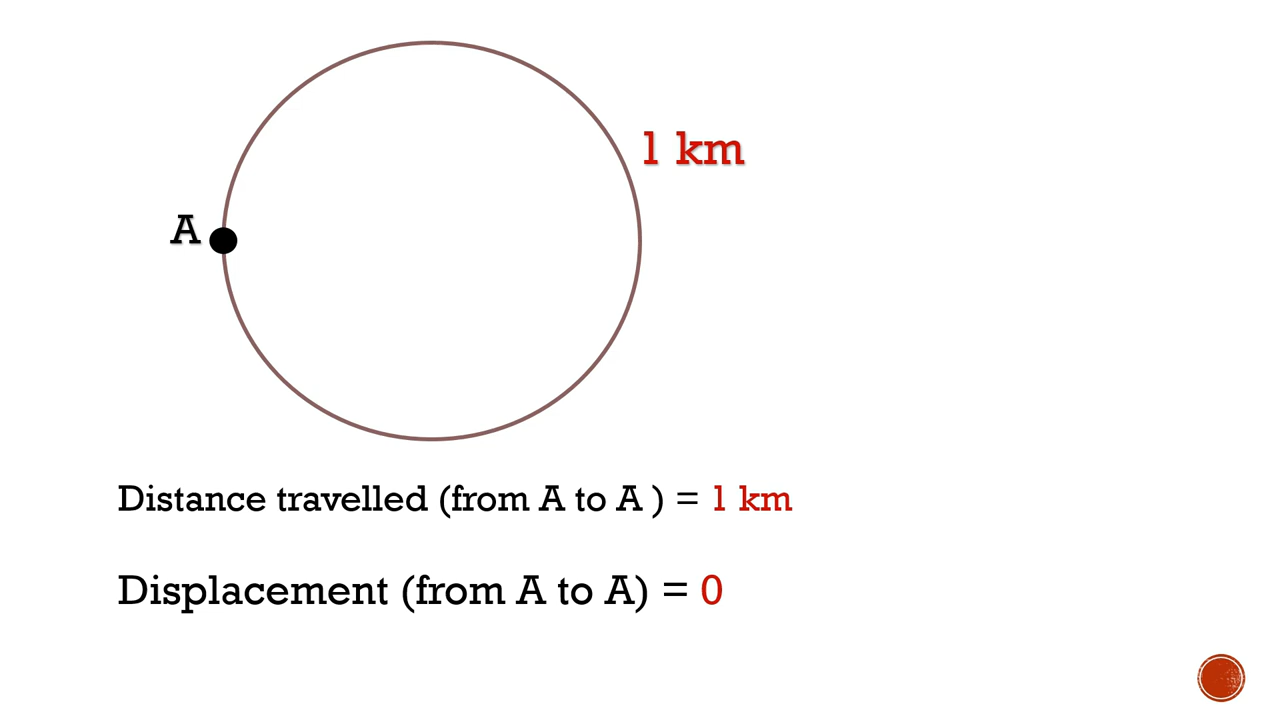 1 km
A
Distance travelled (from A to A ) = 1 km
Displacement (from A to A) = 0